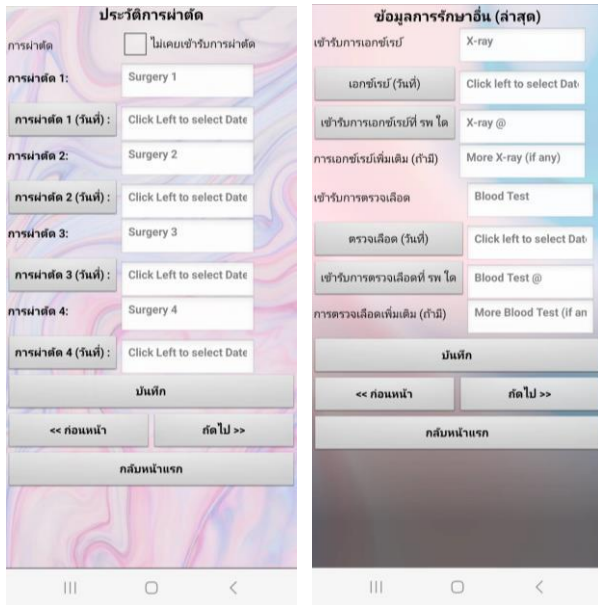 ประวัติการผ่าตัด
การผ่าตัด
ไม่เคยเข้ารับการผ่าตัด
การผ่าตัด 1:
Surgery 1
การผ่าตัด 1 (วันที่) :
Click Left to select Date
การผ่าตัด 2:
Surgery 2
การผ่าตัด 2 (วันที่) :
Click Left to select Date
การผ่าตัด 3:
Surgery 3
การผ่าตัด 3 (วันที่) :
Click Left to select Date
การผ่าตัด 4:
Surgery 4
การผ่าตัด 4 (วันที่) :
Click Left to select Date
บันทึก
<< ก่อนหน้า
ถัดไป >>
กลับหน้าแรก
ข้อมูลการรักษาอื่น (ล่าสุด)
เข้ารับการเอกซ์เรย์
X-ray
เอกซ์เรย์ (วันที่)
Click left to select Dat
เข้ารับการเอกซ์เรย์ที่ รพ ใด
X-ray @
การเอกซ์เรย์เพิ่มเติม (ถ้ามี)
More X-ray (if any)
เข้ารับการตรวจเลือด
Blood Test
ตรวจเลือด (วันที่)
Click left to select Dat
เข้ารับการตรวจเลือดที่ รพ ใด
Blood Test @
การตรวจเลือดเพิ่มเติม (ถ้ามี)
More Blood Test (if an
บันทึก
<< ก่อนหน้า
ถัดไป >>
กลับหน้าแรก